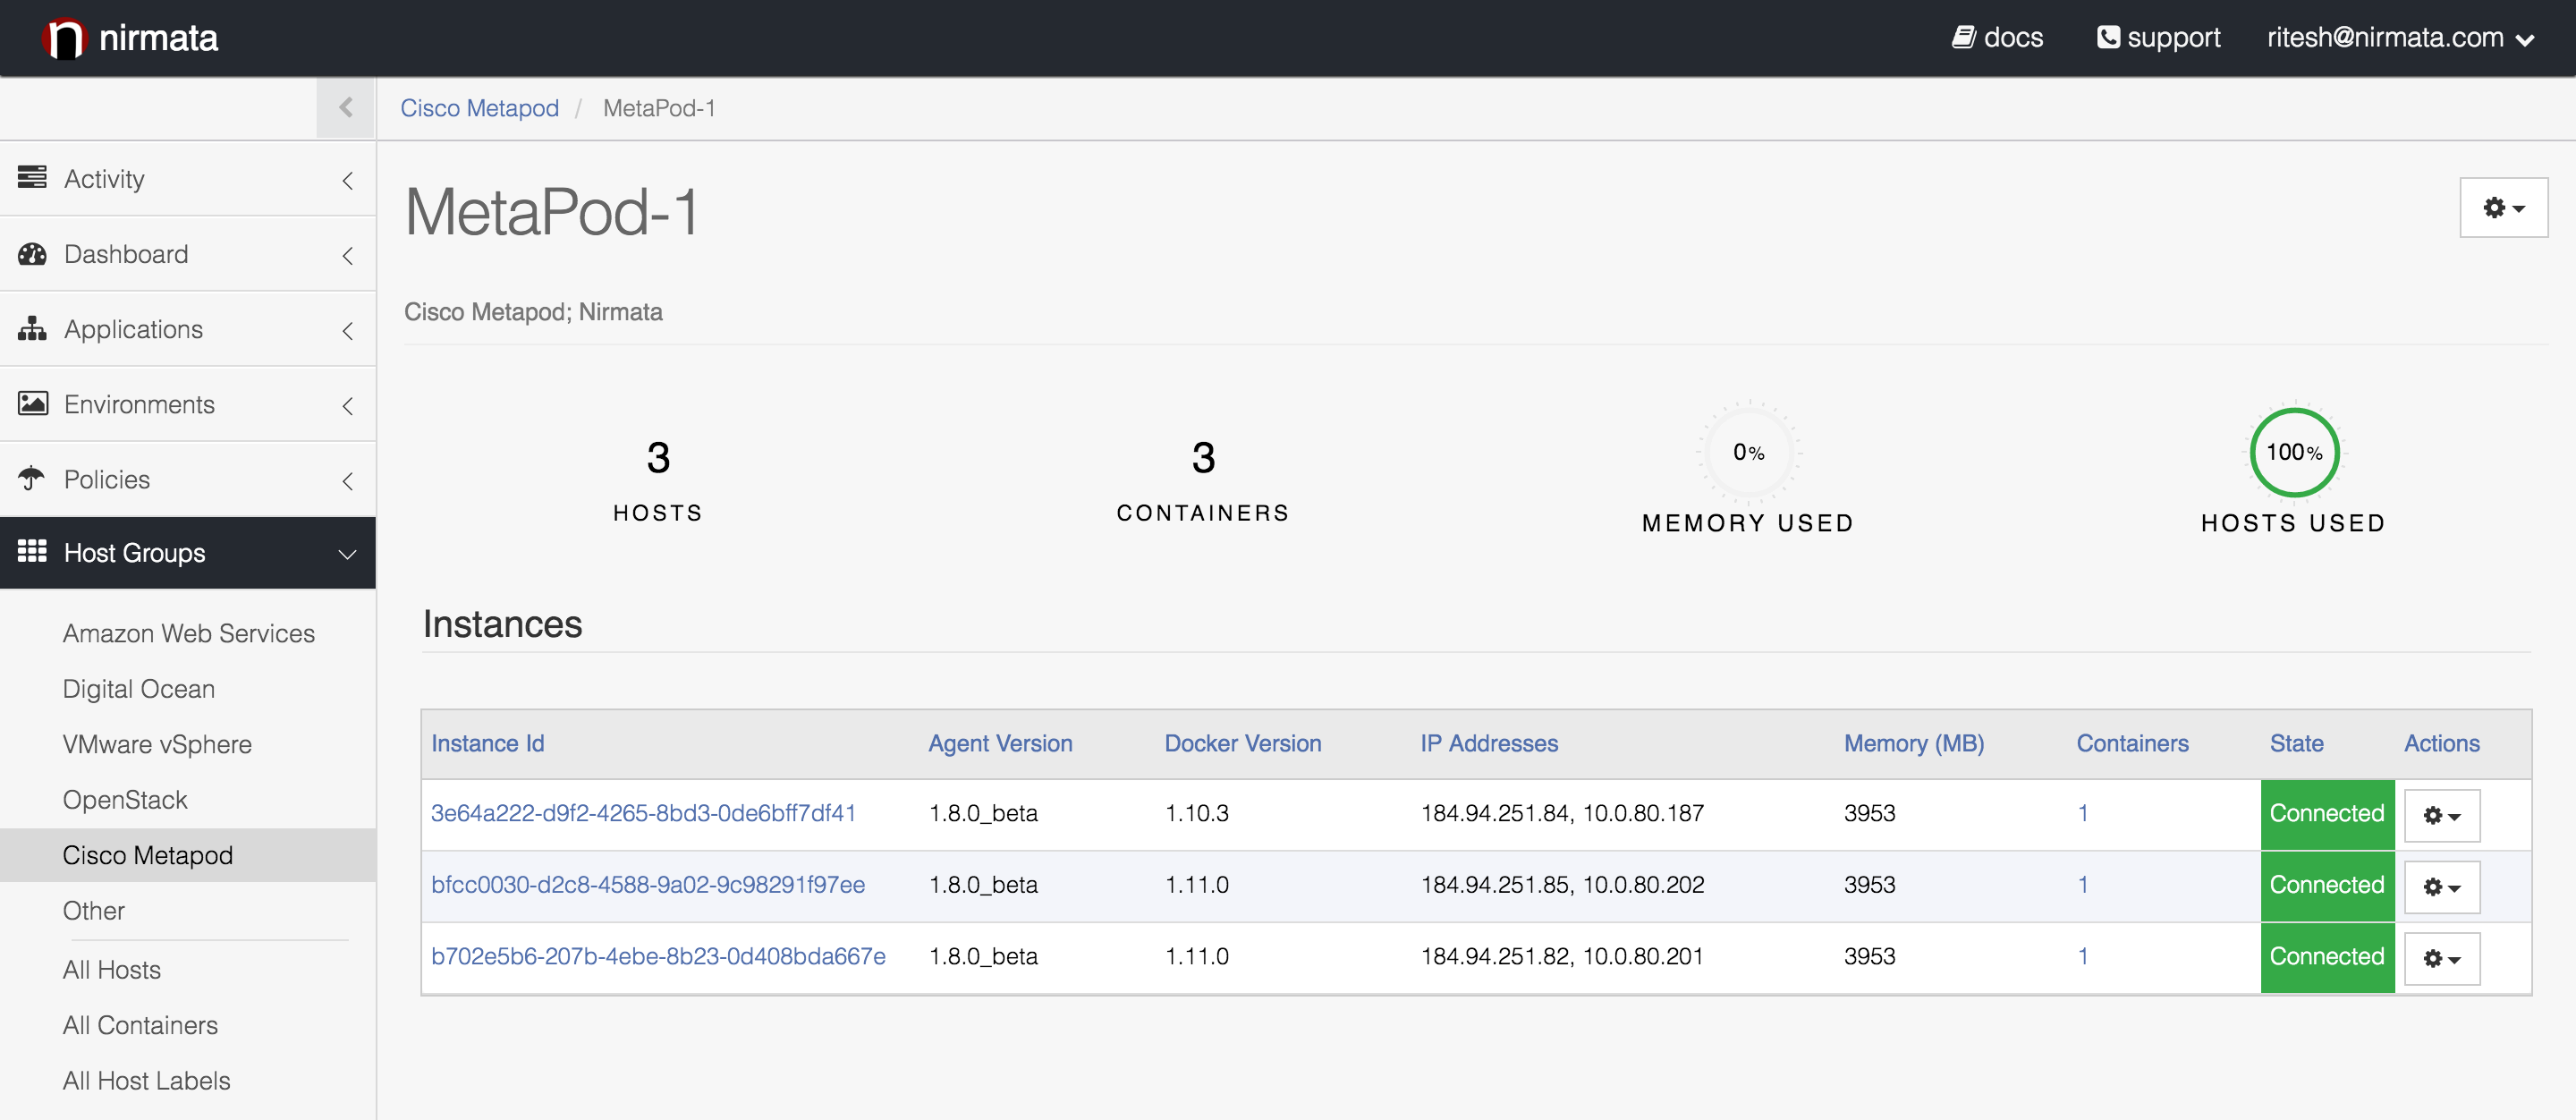 nirmata
docs support ritesh@nirmata.com
Cisco Metapod / MetaPod-1
Activity
Dashboard
Applications
Environments
Policies
Host Groups
Amazon Web Services
Digital Ocean
VMware vSphere
OpenStack
Cisco Metapod
Other
All Hosts
All Containers
All Host Labels
MetaPod-1
Cisco Metapod; Nirmata
3 3 0% 100%
HOSTS CONTAINERS MEMORY USED HOSTS USED
Instances
Instance Id Agent Version Docker Version IP Addresses Memory (MB) Containers State Actions
3e64a222-d9f2-4265-8bd3-0de6bff7df41 1.8.0_beta 1.10.3 184.94.251.84, 10.0.80.187 3953 1 Connected
bfcc0030-d2c8-4588-9a02-9c98291f97ee 1.8.0_beta 1.11.0 184.94.251.85, 10.0.80.202 3953 1 Connected
b702e5b6-207b-4ebe-8b23-0d408bda667e 1.8.0_beta 1.11.0 184.94.251.82, 10.0.80.201 3953 1 Connected